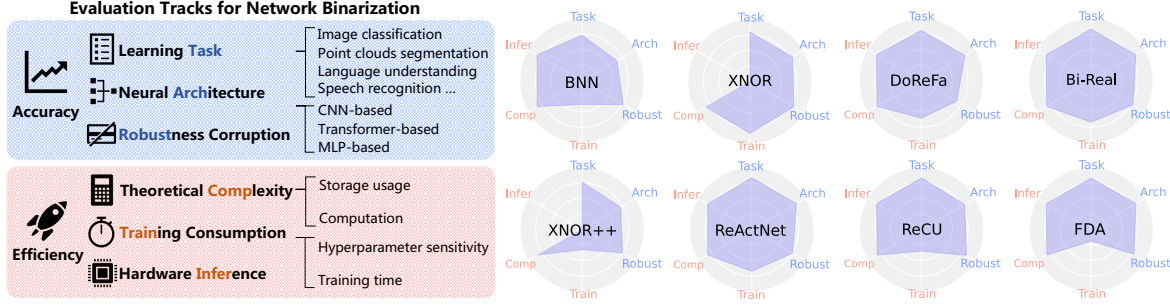 Evaluation Tracks for Network Binarization
Accuracy
Learning Task
Neural Architecture
Robustness Corruption
Image classification
Point clouds segmentation
Language understanding
Speech recognition ...
CNN-based
Transformer-based
MLP-based
Efficiency
Theoretical Complexity
Training Consumption
Hardware Inference
Storage usage
Computation
Hyperparameter sensitivity
Training time
Task
Infer
Arch
BNN
Comp
Robust
Train
Task
Infer
Arch
XNOR
Comp
Robust
Train
Task
Infer
Arch
DoReFa
Comp
Robust
Train
Task
Infer
Arch
Bi-Real
Comp
Robust
Train
Task
Infer
Arch
XNOR++
Comp
Robust
Train
Task
Infer
Arch
ReActNet
Comp
Robust
Train
Task
Infer
Arch
ReCU
Comp
Robust
Train
Task
Infer
Arch
FDA
Comp
Robust
Train